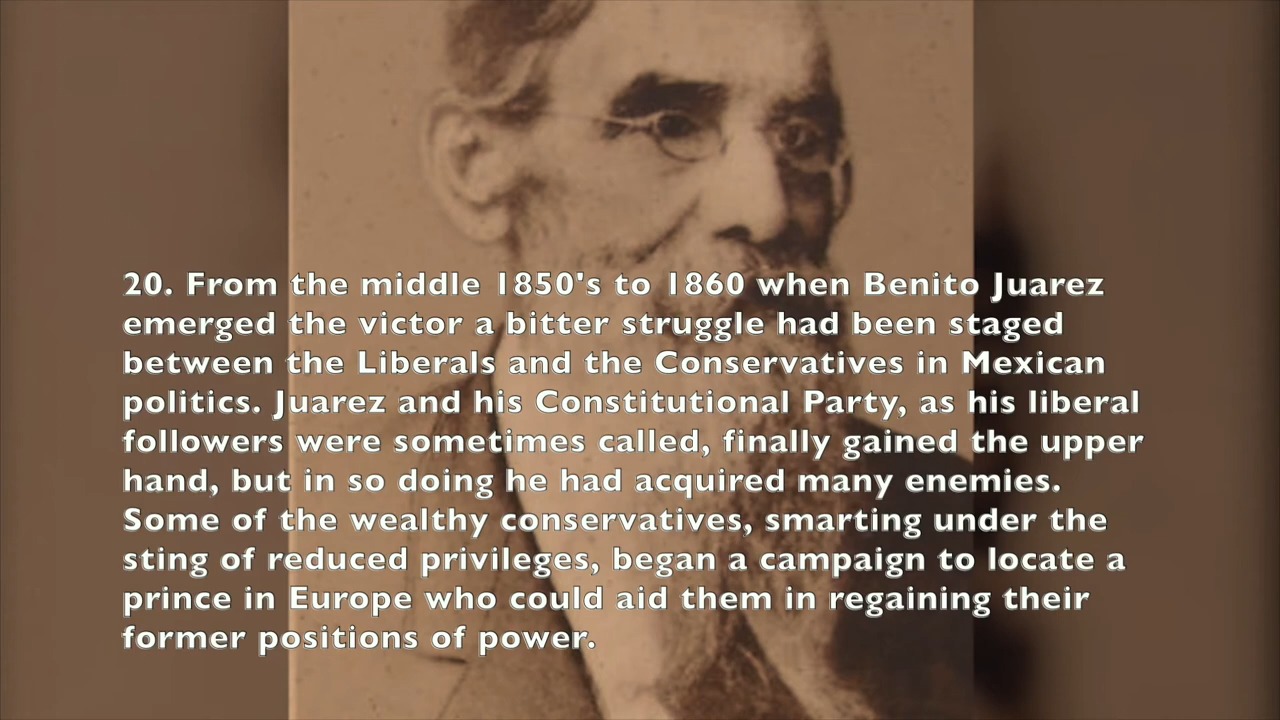 20. From the middle 1850's to 1860 when Benito Juarez
emerged the victor a bitter struggle had been staged
between the Liberals and the Conservatives in Mexican
politics. Juarez and his Constitutional Party, as his liberal
followers were sometimes called, finally gained the upper
hand, but in so doing he had acquired many enemies.
Some of the wealthy conservatives, smarting under the
sting of reduced privileges, began a campaign to locate a
prince in Europe who could aid them in regaining their
former positions of power.